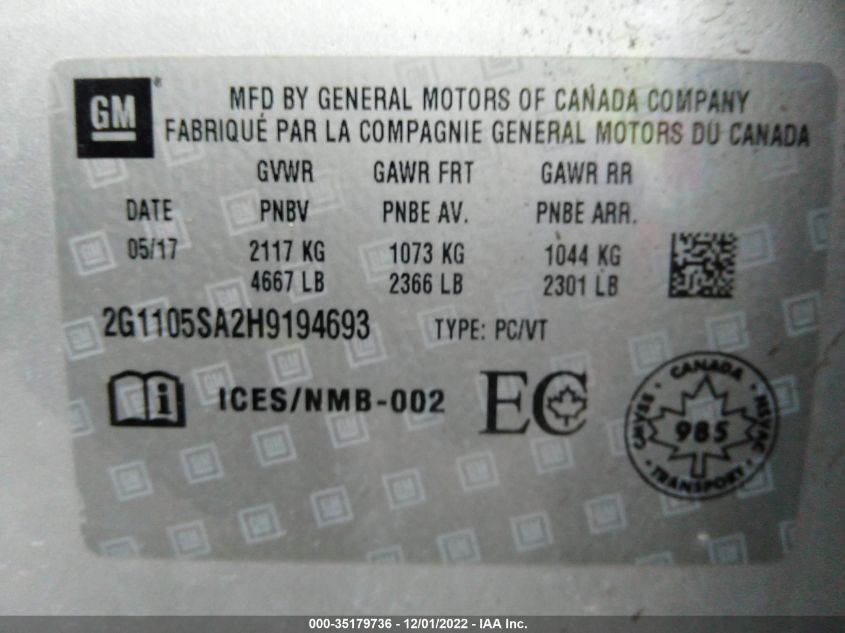 GM ®
MFD BY GENERAL MOTORS OF CANADA COMPANY
FABRIQUÉ PAR LA COMPAGNIE GENERAL MOTORS DU CANADA
GVWR GAWR FRT GAWR RR
DATE PNBV PNBE AV. PNBE ARR.
05/17 2117 KG 1073 KG 1044 KG
4667 LB 2366 LB 2301 LB
2G1105SA2H9194693 TYPE: PC/VT
i ICES/NMB-002 EC
CANADA
CMVSS 985 NSVAC
TRANSPORT
000-35179736 - 12/01/2022 - IAA Inc.